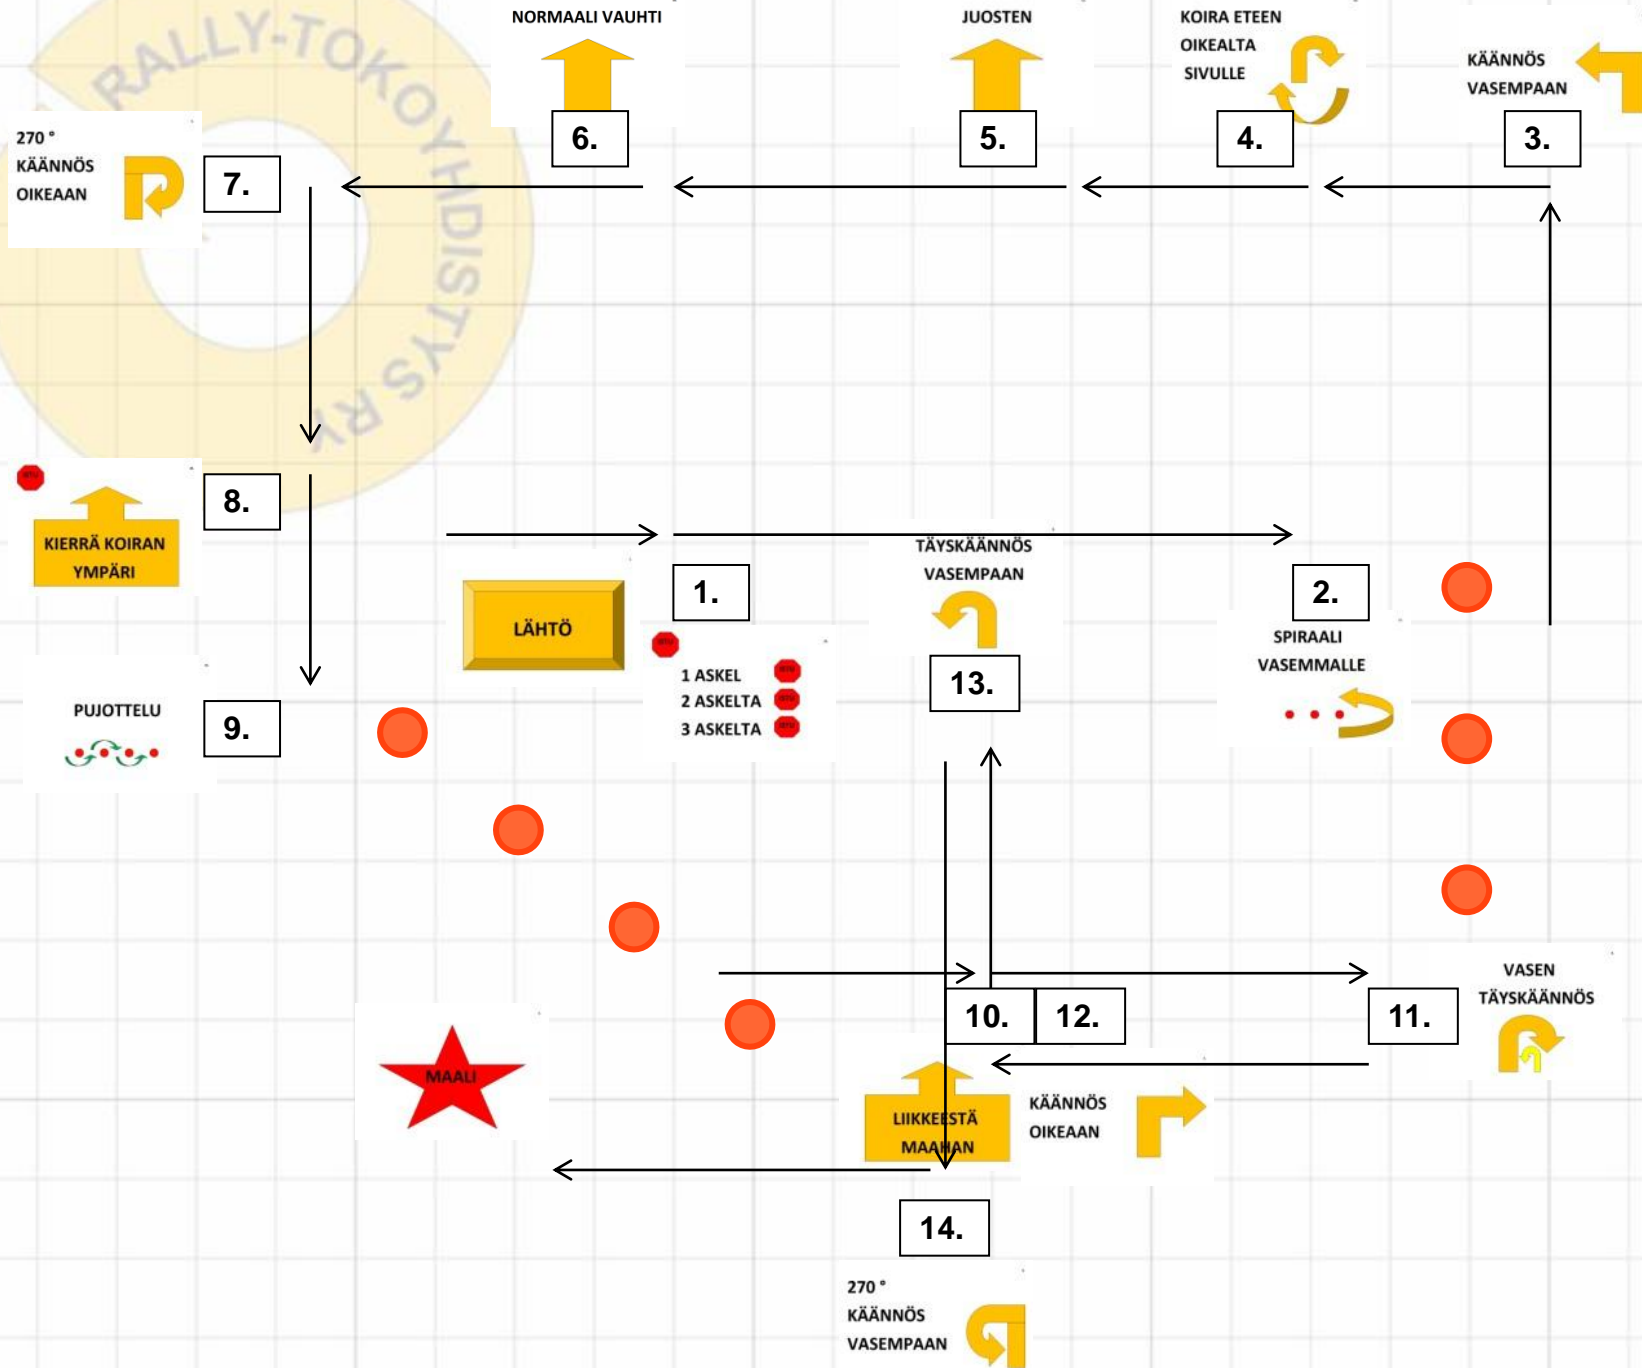 NORMAALI VAUHTI
JUOSTEN
KOIRA ETEEN
OIKEALTA
SIVULLE
KÄÄNNÖS
VASEMPAAN
6.
5.
4.
3.
RALLY-TOKOYHDISTYS RY
270 °
KÄÄNNÖS
OIKEAAN
7.
8.
KIERRÄ KOIRAN
YMPÄRI
TÄYSKÄÄNNÖS
VASEMPAAN
LÄHTÖ
1.
2.
SPIRAALI
VASEMMALLE
1 ASKEL
2 ASKELTA
3 ASKELTA
13.
PUJOTTELU
9.
VASEN
TÄYSKÄÄNNÖS
10.
12.
11.
MAALI
LIIKKEESTÄ
MAAHAN
KÄÄNNÖS
OIKEAAN
14.
270 °
KÄÄNNÖS
VASEMPAAN